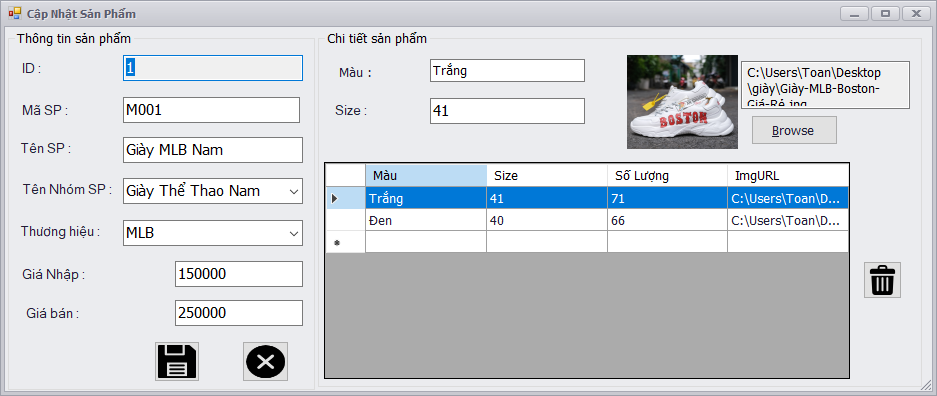 Cập Nhật Sản Phẩm
Thông tin sản phẩm
ID :
1
Mã SP :
M001
Tên SP :
Giày MLB Nam
Tên Nhóm SP :
Giày Thể Thao Nam
Thương hiệu :
MLB
Giá Nhập :
150000
Giá bán :
250000
Chi tiết sản phẩm
Màu :
Trắng
Size :
41
BOSTON
C:\Users\Toan\Desktop
\giày\Giày-MLB-Boston-
Giá-Rẻ.jpg
Browse
Màu Size Số Lượng ImgURL
Trắng 41 71 C:\Users\Toan\D...
Đen 40 66 C:\Users\Toan\D...